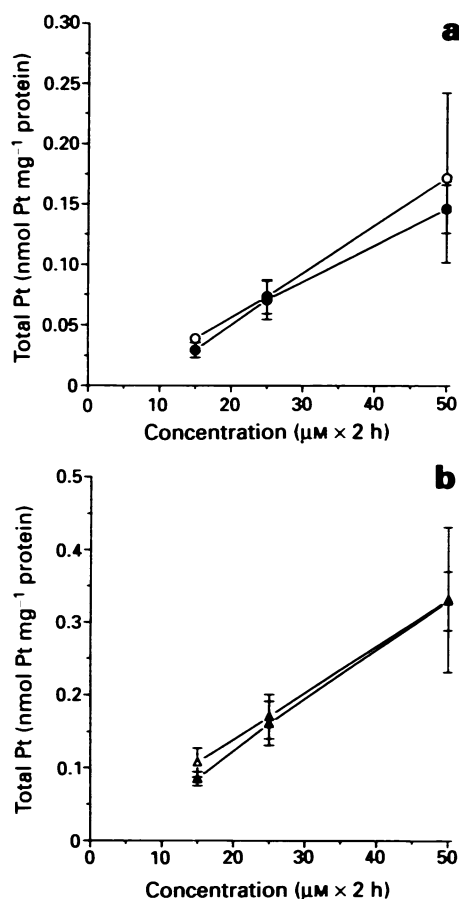 a
0.30
0.25
0.20
0.15
0.10
0.05
0
Total Pt (nmol Pt mg⁻¹ protein)
0 10 20 30 40 50
Concentration (μM × 2 h)
b
0.5
0.4
0.3
0.2
0.1
0
Total Pt (nmol Pt mg⁻¹ protein)
0 10 20 30 40 50
Concentration (μM × 2 h)